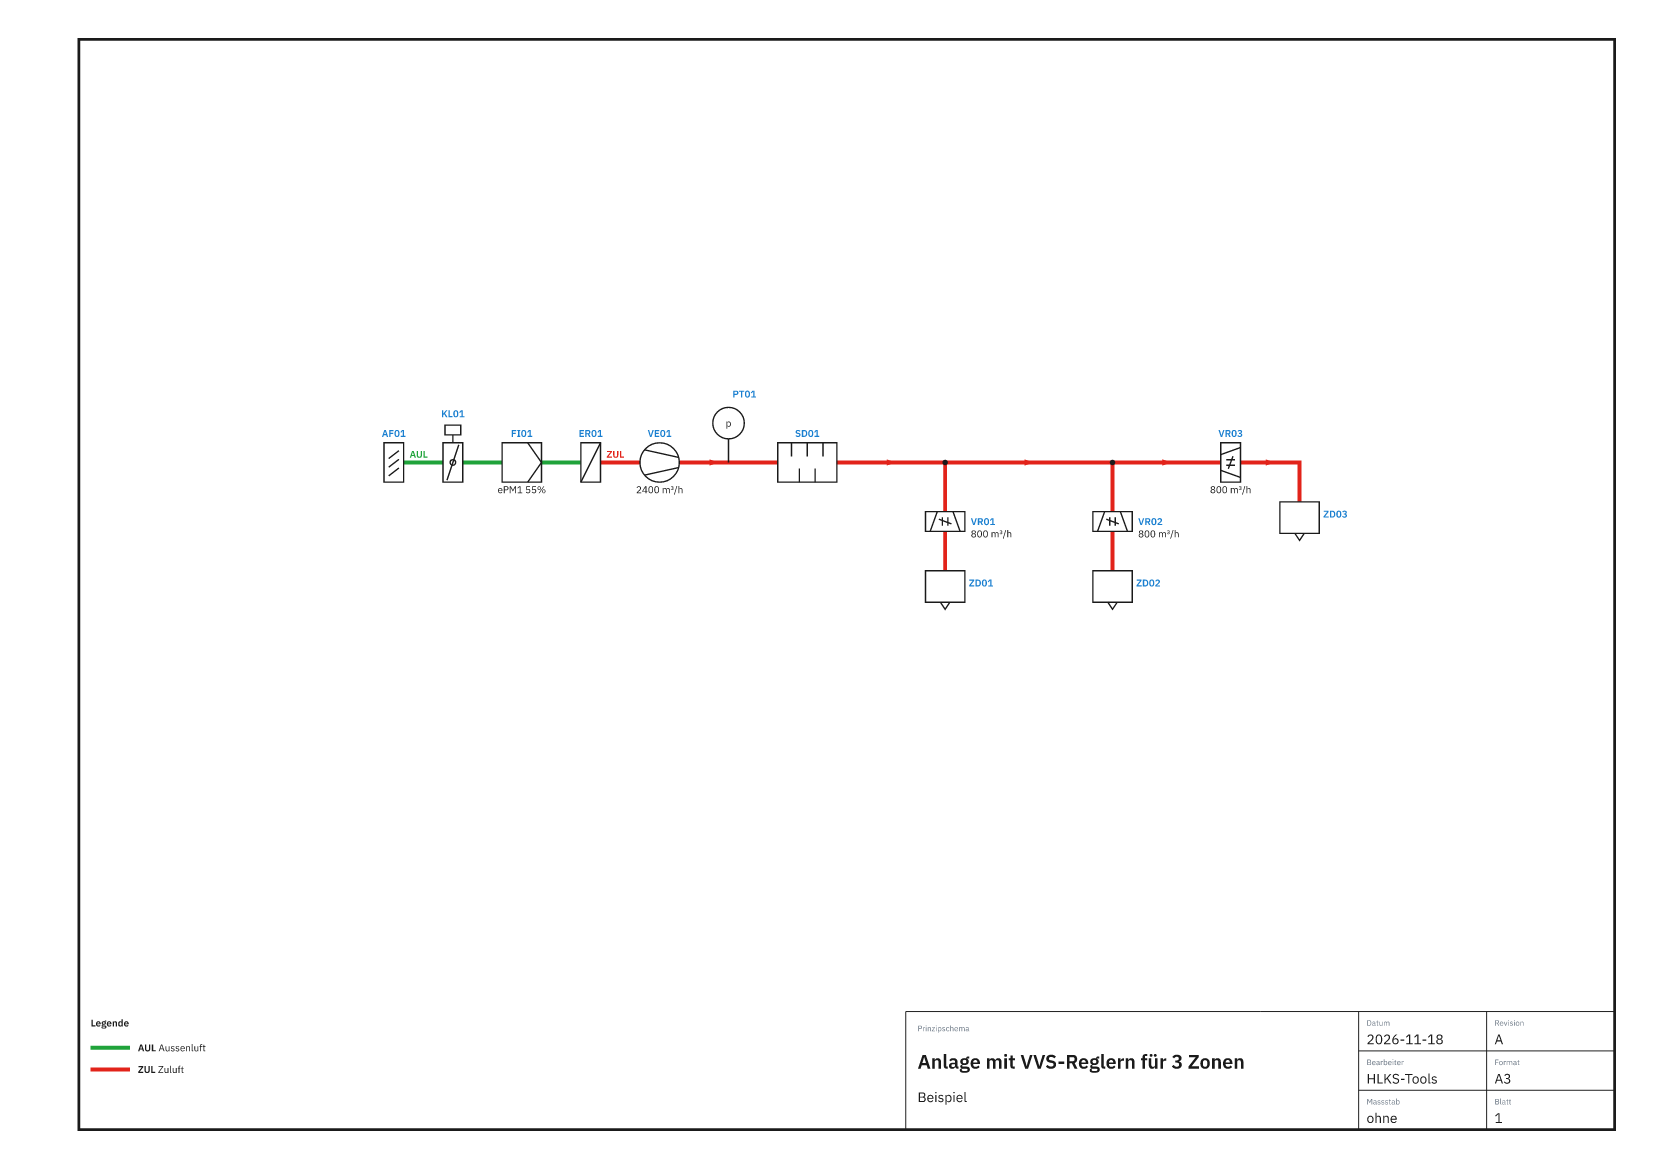 PT01
KL01
AF01
FI01
ER01
VE01
SD01
VR03
AUL
ZUL
p
ePM1 55%
2400 m³/h
800 m³/h
ZD03
VR01
800 m³/h
VR02
800 m³/h
ZD01
ZD02
Legende
AUL Aussenluft
ZUL Zuluft
Prinzipschema
Anlage mit VVS-Reglern für 3 Zonen
Beispiel
Datum
2026-11-18
Revision
A
Bearbeiter
HLKS-Tools
Format
A3
Massstab
ohne
Blatt
1